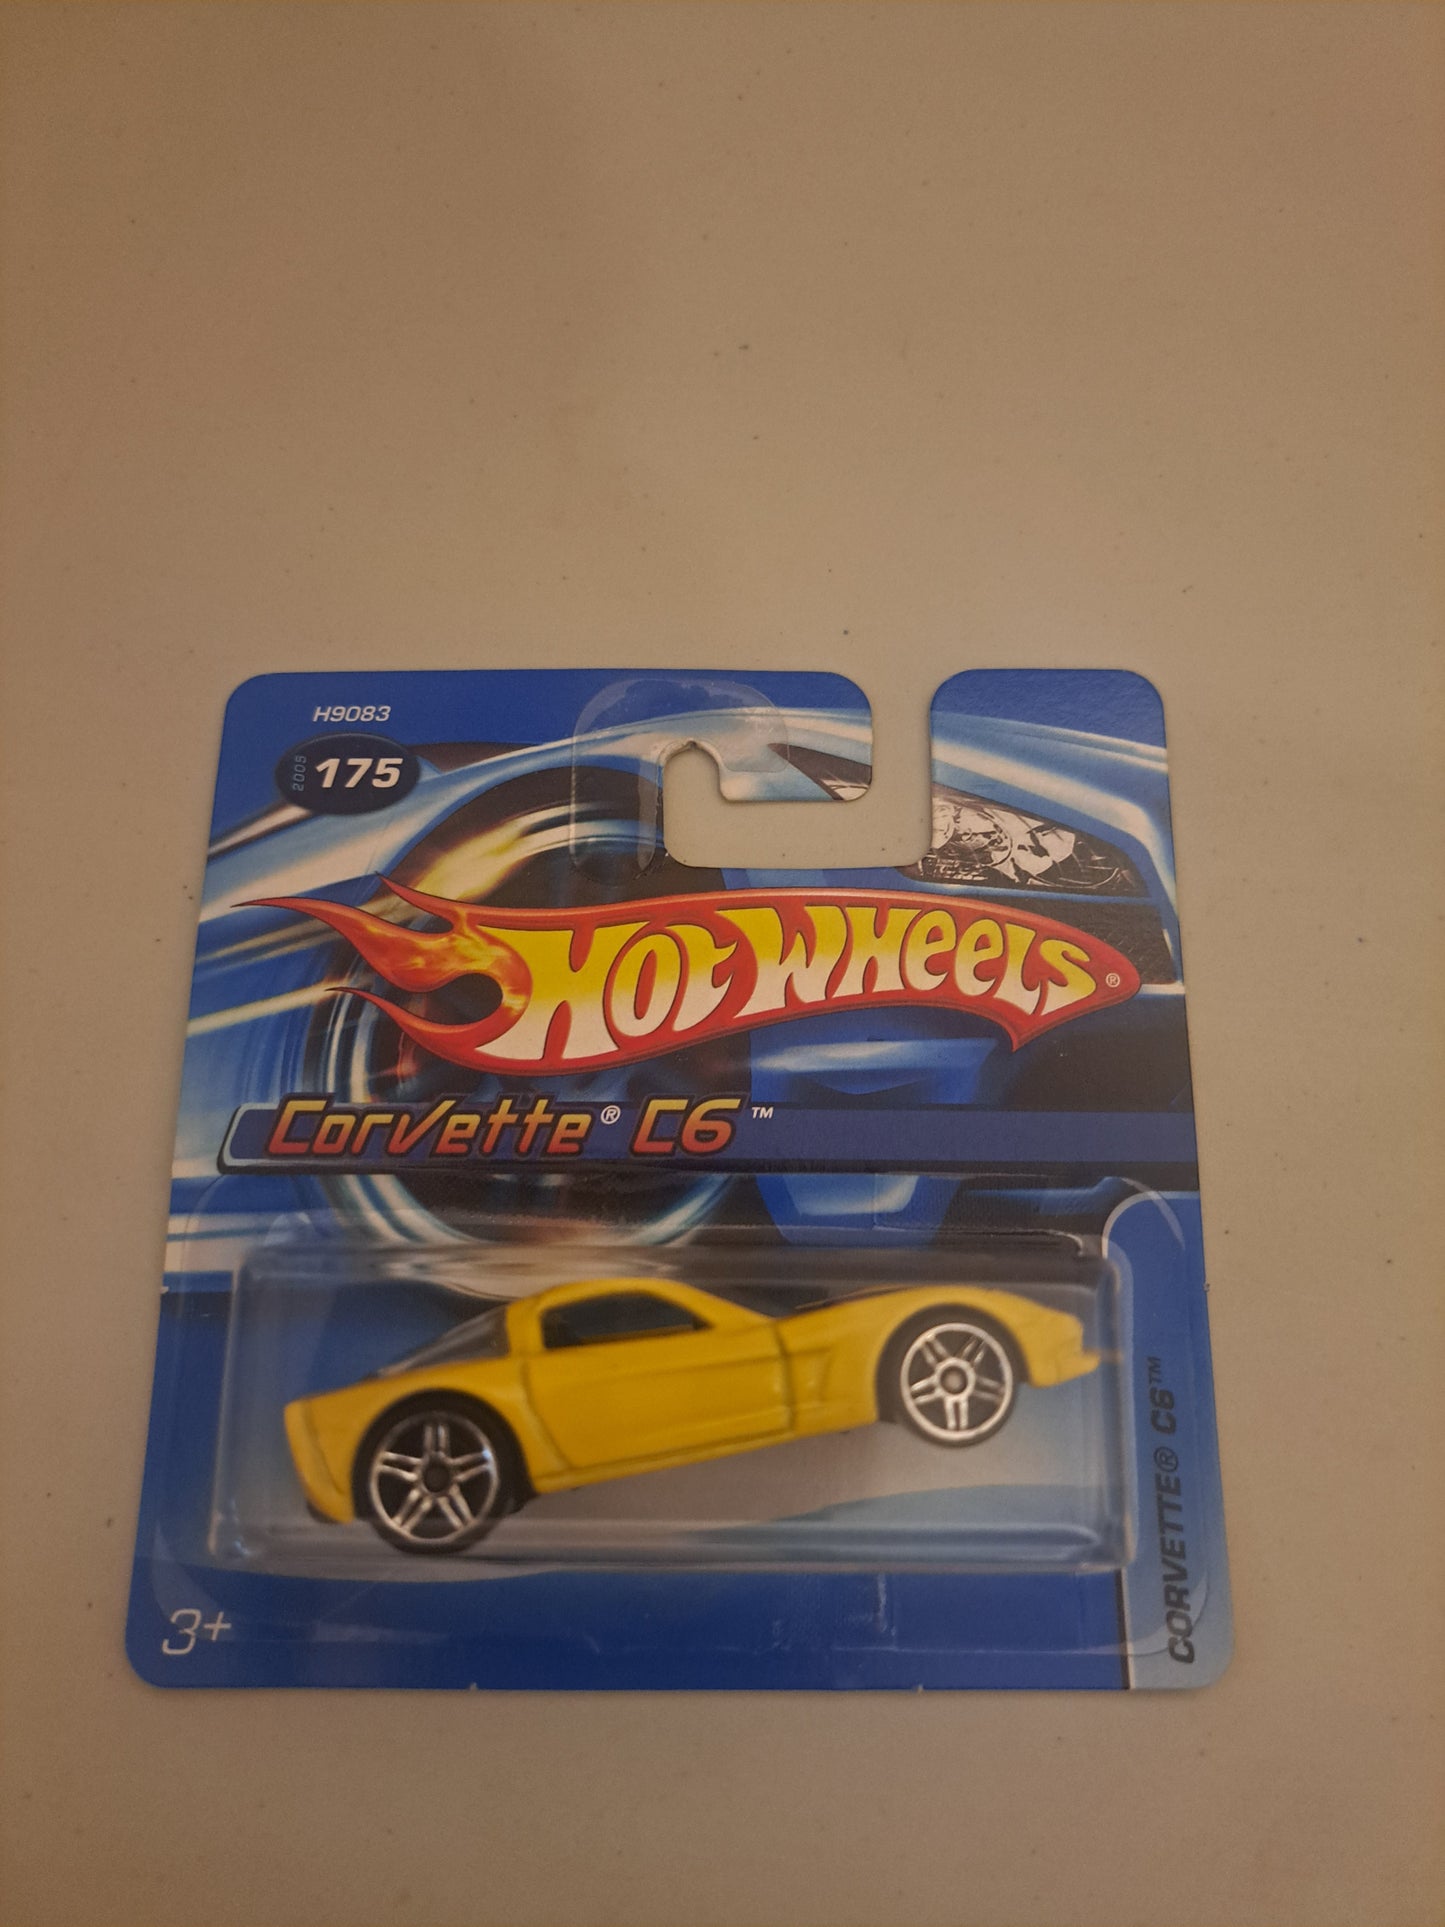 H9083
2005
175
HOT WHEELS®
Corvette® C6™
CORVETTE® C6™
3+